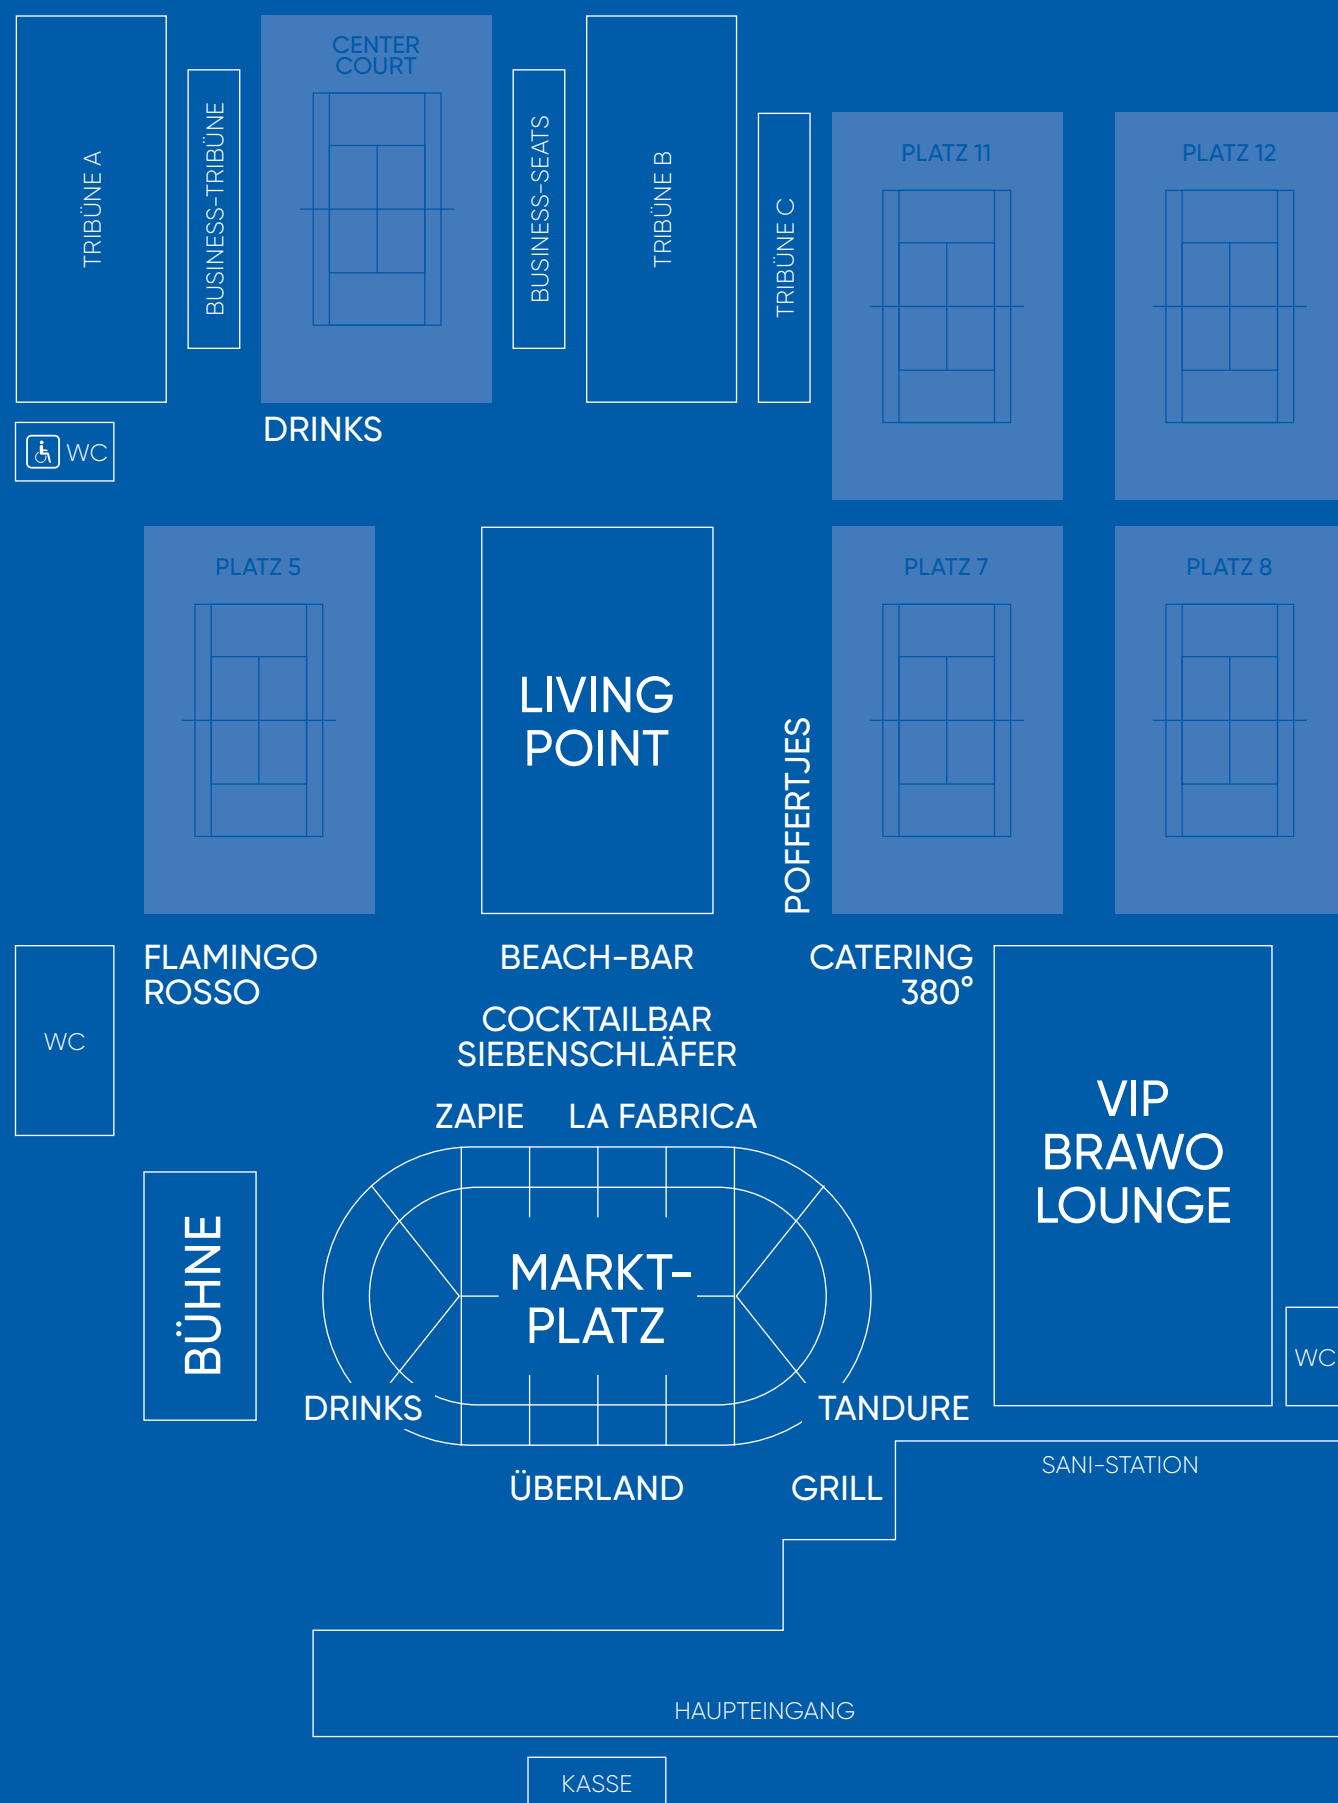 CENTER
COURT
TRIBÜNE A
BUSINESS-TRIBÜNE
BUSINESS-SEATS
TRIBÜNE B
TRIBÜNE C
PLATZ 11
PLATZ 12
DRINKS
WC
PLATZ 5
LIVING
POINT
POFFERTJES
PLATZ 7
PLATZ 8
FLAMINGO
ROSSO
BEACH-BAR
CATERING
380°
WC
COCKTAILBAR
SIEBENSCHLÄFER
ZAPIE
LA FABRICA
VIP
BRAWO
LOUNGE
BÜHNE
MARKT-
PLATZ
WC
DRINKS
TANDURE
ÜBERLAND
GRILL
SANI-STATION
HAUPTEINGANG
KASSE